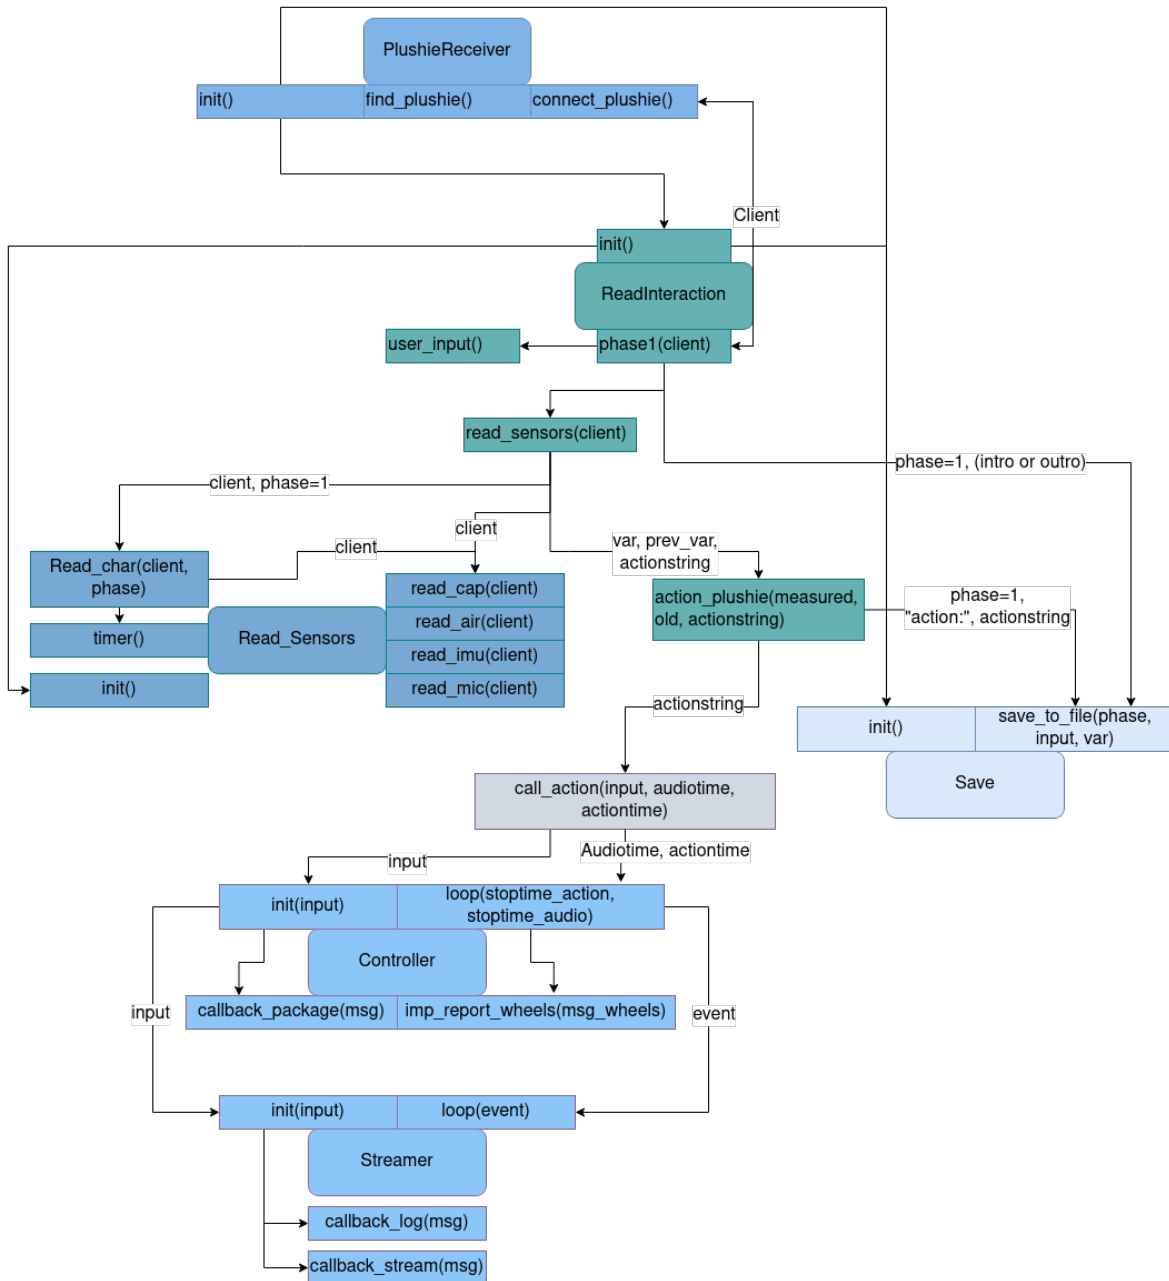 PlushieReceiver
init()
find_plushie()
connect_plushie()
Client
init()
ReadInteraction
user_input()
phase1(client)
read_sensors(client)
phase=1, (intro or outro)
client, phase=1
client
var, prev_var,
actionstring
client
Read_char(client,
phase)
read_cap(client)
action_plushie(measured,
old, actionstring)
phase=1,
"action:", actionstring
read_air(client)
timer()
Read_Sensors
read_imu(client)
init()
read_mic(client)
actionstring
init()
save_to_file(phase,
input, var)
Save
call_action(input, audiotime,
actiontime)
Audiotime, actiontime
input
init(input)
loop(stoptime_action,
stoptime_audio)
Controller
callback_package(msg)
imp_report_wheels(msg_wheels)
input
event
init(input)
loop(event)
Streamer
callback_log(msg)
callback_stream(msg)